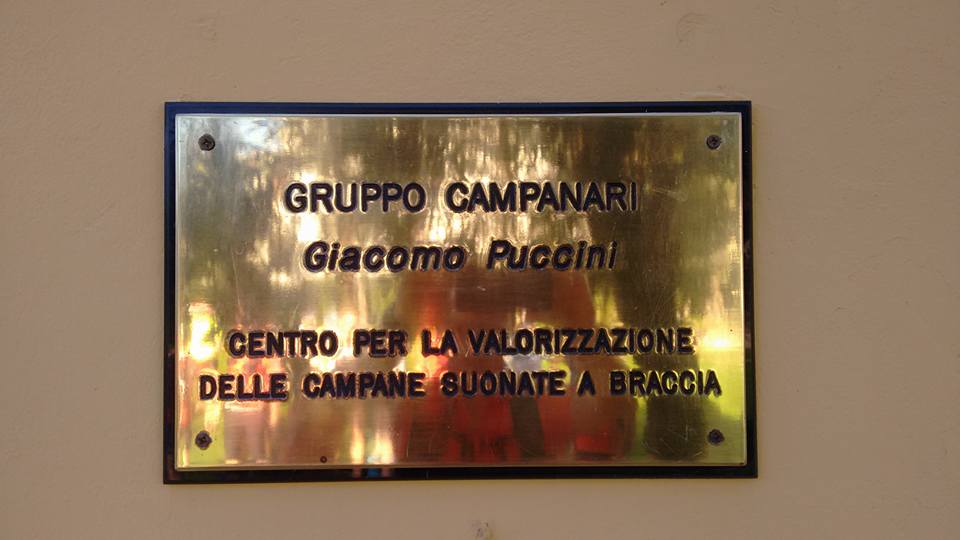 GRUPPO CAMPANARI
Giacomo Puccini
CENTRO PER LA VALORIZZAZIONE
DELLE CAMPANE SUONATE A BRACCIA